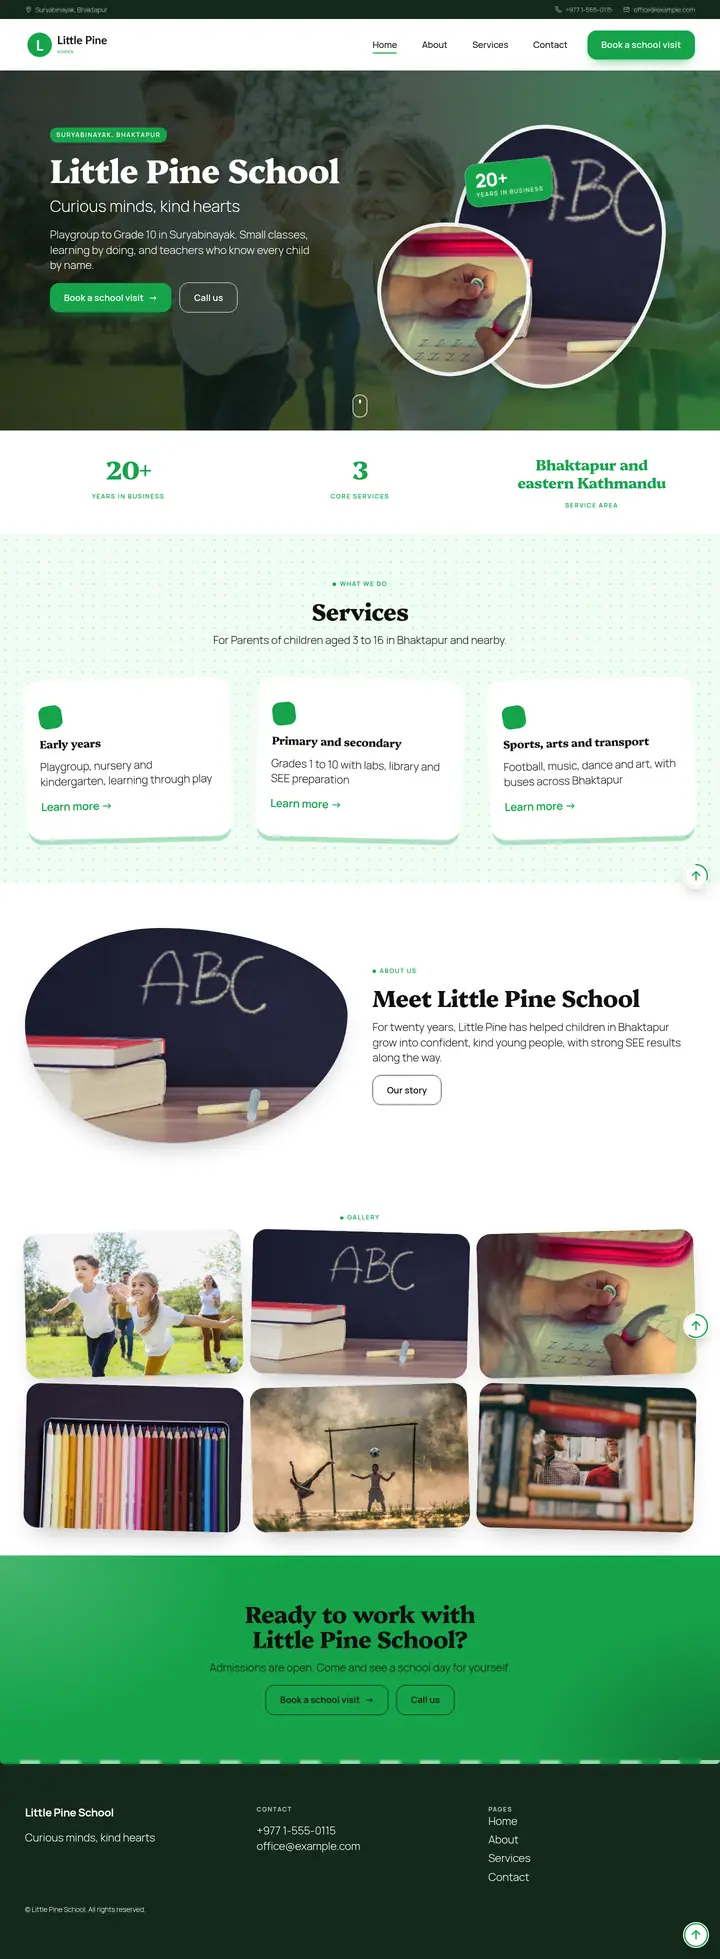 Suryabinayak, Bhaktapur
+977 1-555-0115
office@example.com
L
Little Pine
SCHOOL
Home
About
Services
Contact
Book a school visit
SURYABINAYAK, BHAKTAPUR
Little Pine School
Curious minds, kind hearts
Playgroup to Grade 10 in Suryabinayak. Small classes,
learning by doing, and teachers who know every child
by name.
Book a school visit →
Call us
20+
YEARS IN BUSINESS
ABC
20+
YEARS IN BUSINESS
3
CORE SERVICES
Bhaktapur and
eastern Kathmandu
SERVICE AREA
WHAT WE DO
Services
For Parents of children aged 3 to 16 in Bhaktapur and nearby.
Early years
Playgroup, nursery and
kindergarten, learning through play
Learn more →
Primary and secondary
Grades 1 to 10 with labs, library and
SEE preparation
Learn more →
Sports, arts and transport
Football, music, dance and art, with
buses across Bhaktapur
Learn more →
ABC
ABOUT US
Meet Little Pine School
For twenty years, Little Pine has helped children in Bhaktapur
grow into confident, kind young people, with strong SEE results
along the way.
Our story
GALLERY
ABC
Ready to work with
Little Pine School?
Admissions are open. Come and see a school day for yourself.
Book a school visit →
Call us
Little Pine School
Curious minds, kind hearts
CONTACT
+977 1-555-0115
office@example.com
PAGES
Home
About
Services
Contact
© Little Pine School. All rights reserved.